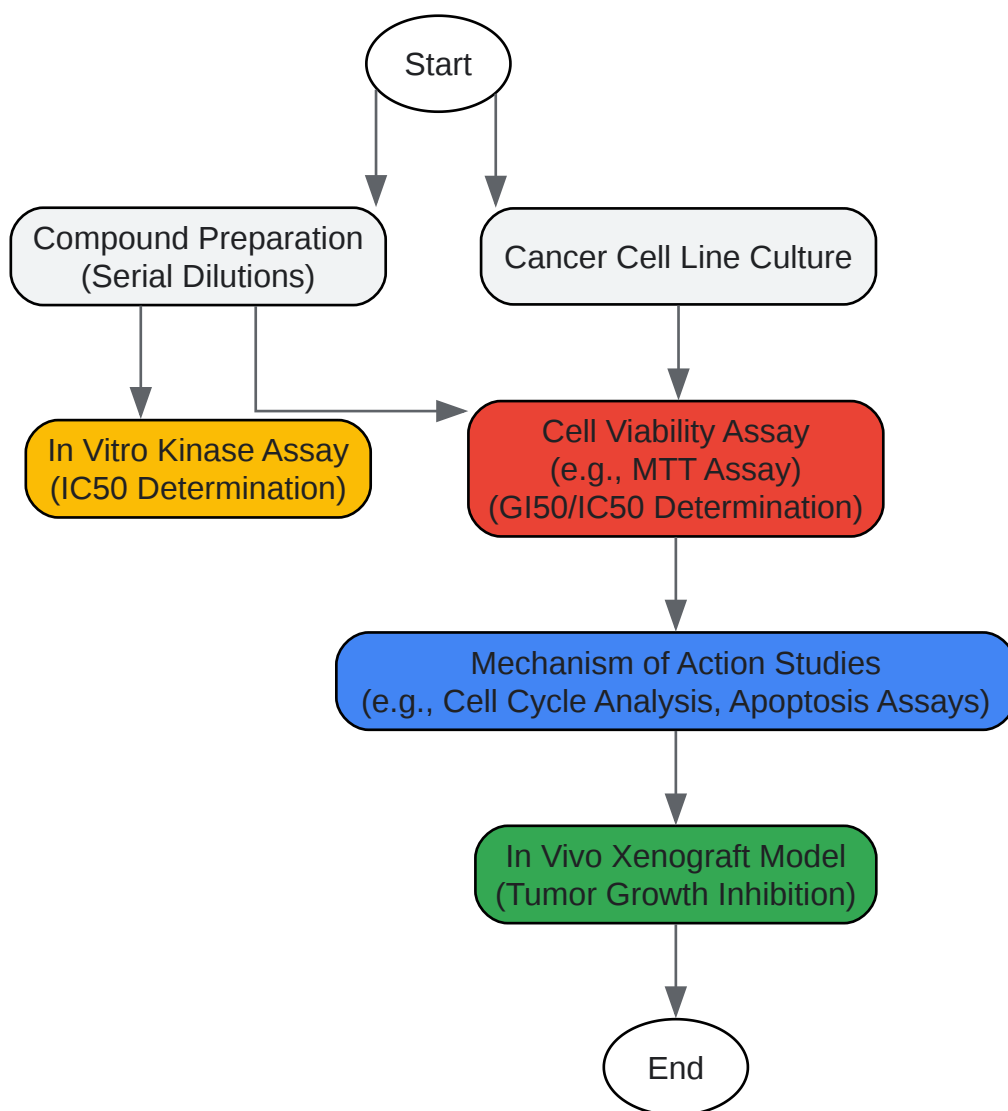 Start
Compound Preparation
(Serial Dilutions)
Cancer Cell Line Culture
In Vitro Kinase Assay
(IC50 Determination)
Cell Viability Assay
(e.g., MTT Assay)
(GI50/IC50 Determination)
Mechanism of Action Studies
(e.g., Cell Cycle Analysis, Apoptosis Assays)
In Vivo Xenograft Model
(Tumor Growth Inhibition)
End